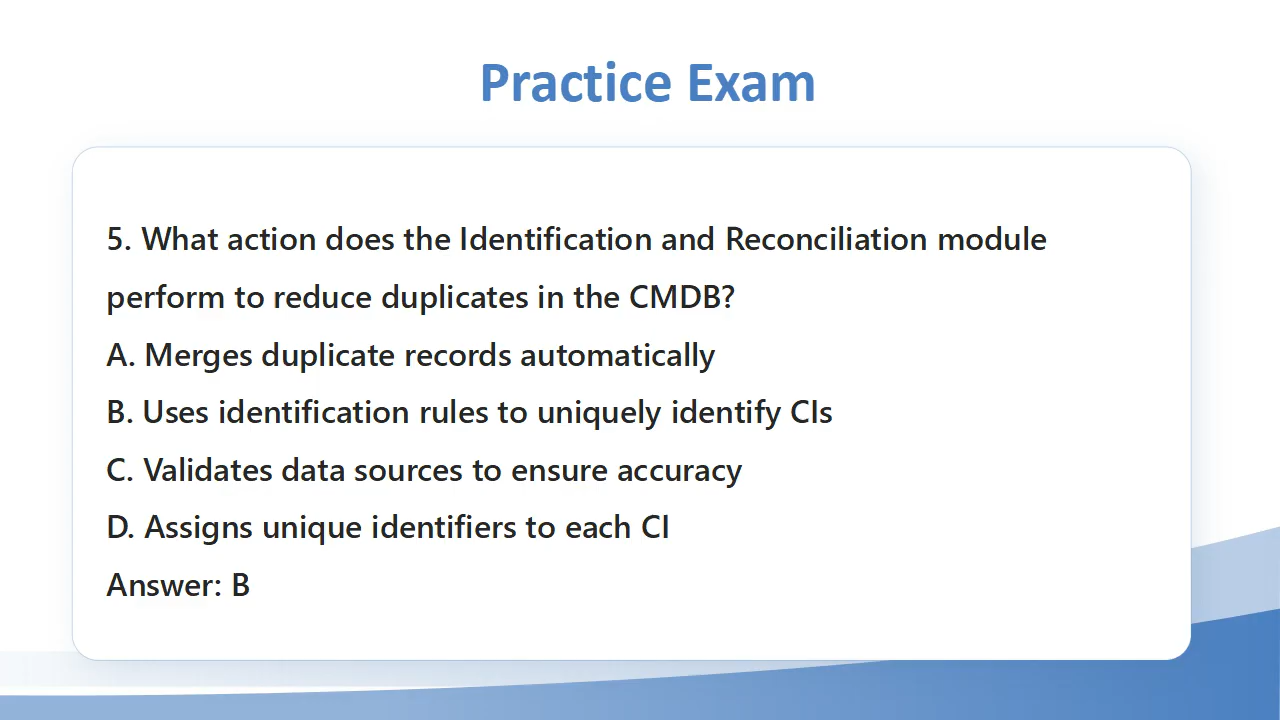 Practice Exam
5. What action does the Identification and Reconciliation module
perform to reduce duplicates in the CMDB?
A. Merges duplicate records automatically
B. Uses identification rules to uniquely identify CIs
C. Validates data sources to ensure accuracy
D. Assigns unique identifiers to each CI
Answer: B